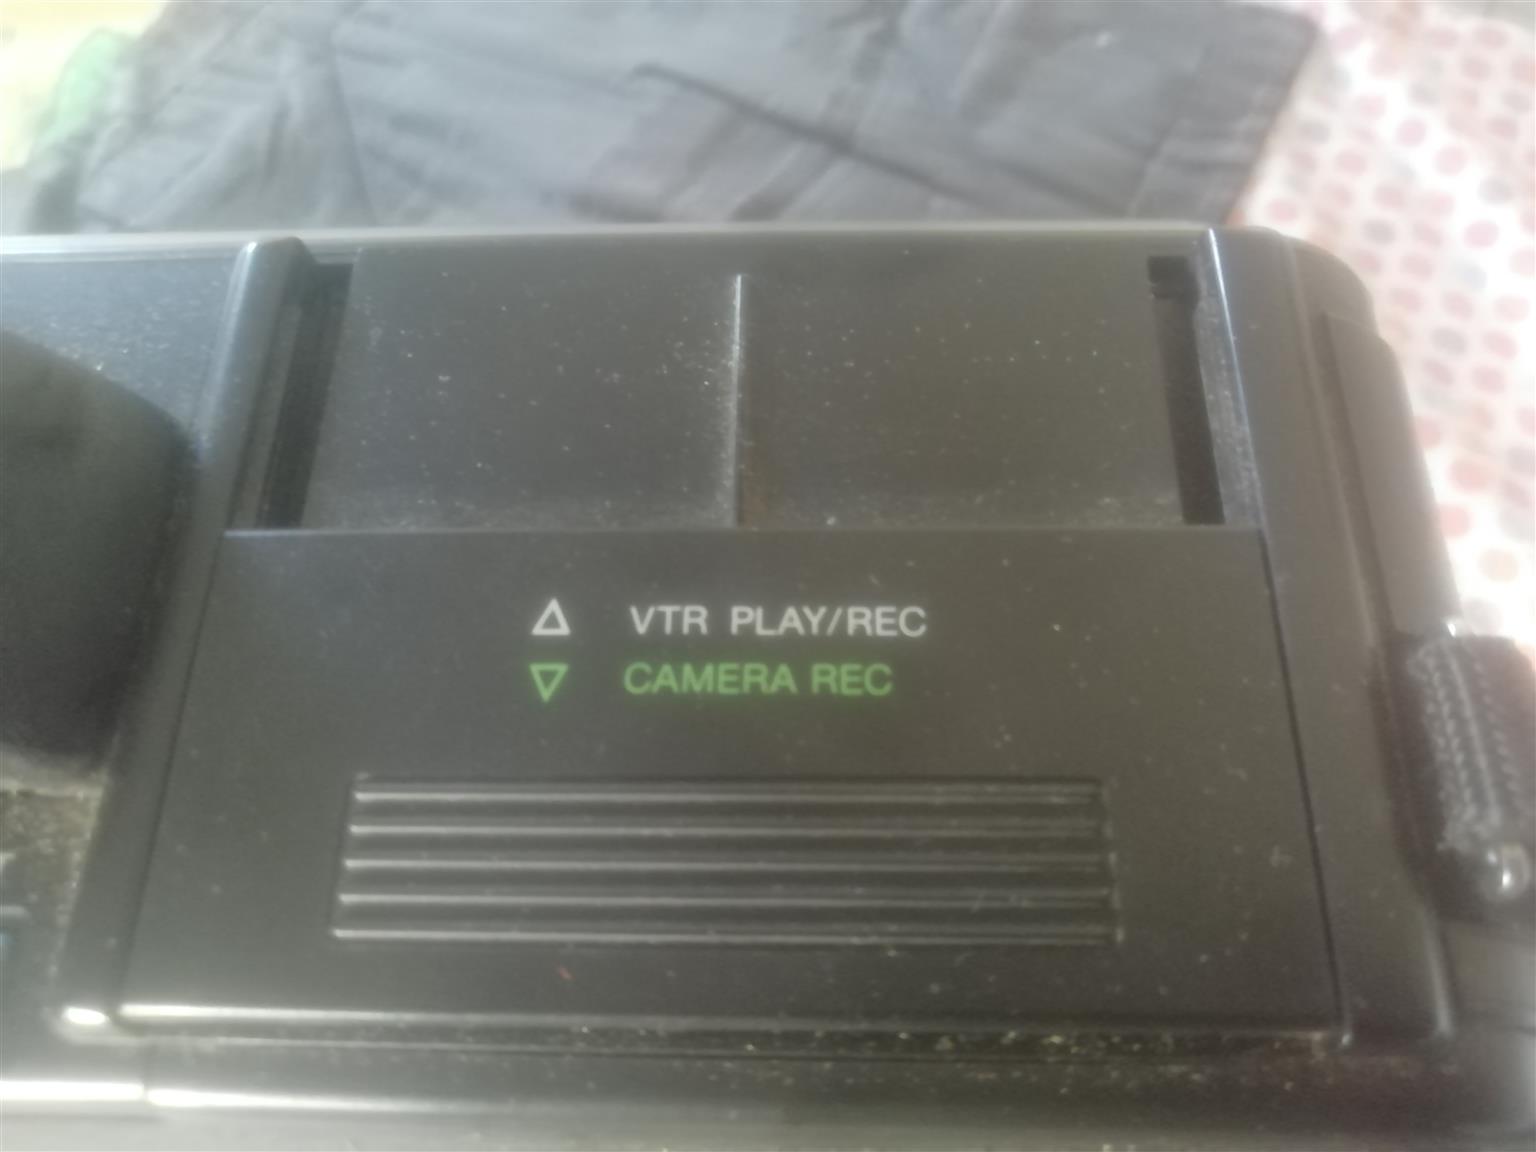 △ VTR PLAY/REC
▽ CAMERA REC